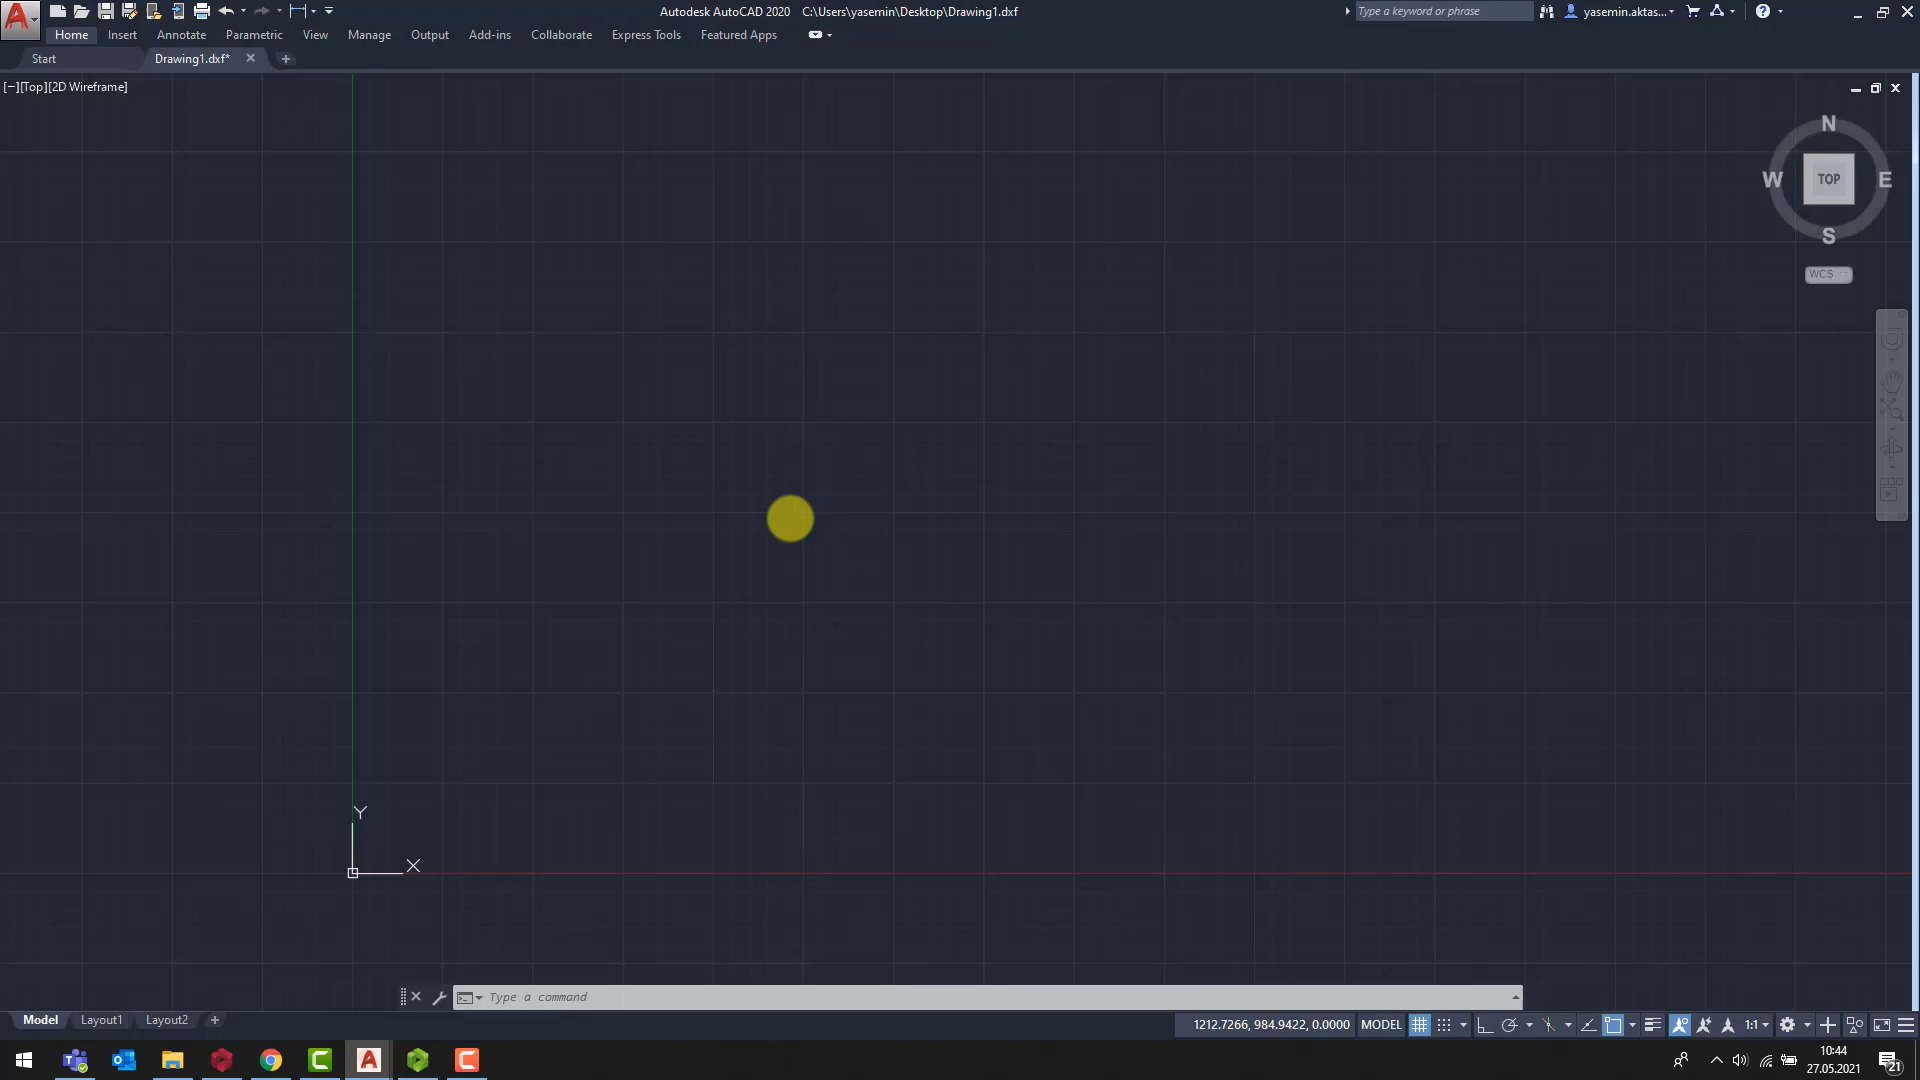 Autodesk AutoCAD 2020 C:\Users\yasemin\Desktop\Drawing1.dxf
Type a keyword or phrase
yasemin.aktas...
Home Insert Annotate Parametric View Manage Output Add-ins Collaborate Express Tools Featured Apps
Start Drawing1.dxf*
[−][Top][2D Wireframe]
N
W TOP E
S
WCS
Y
X
Type a command
Model Layout1 Layout2
1212.7266, 984.9422, 0.0000 MODEL 1:1
10:44
27.05.2021
21